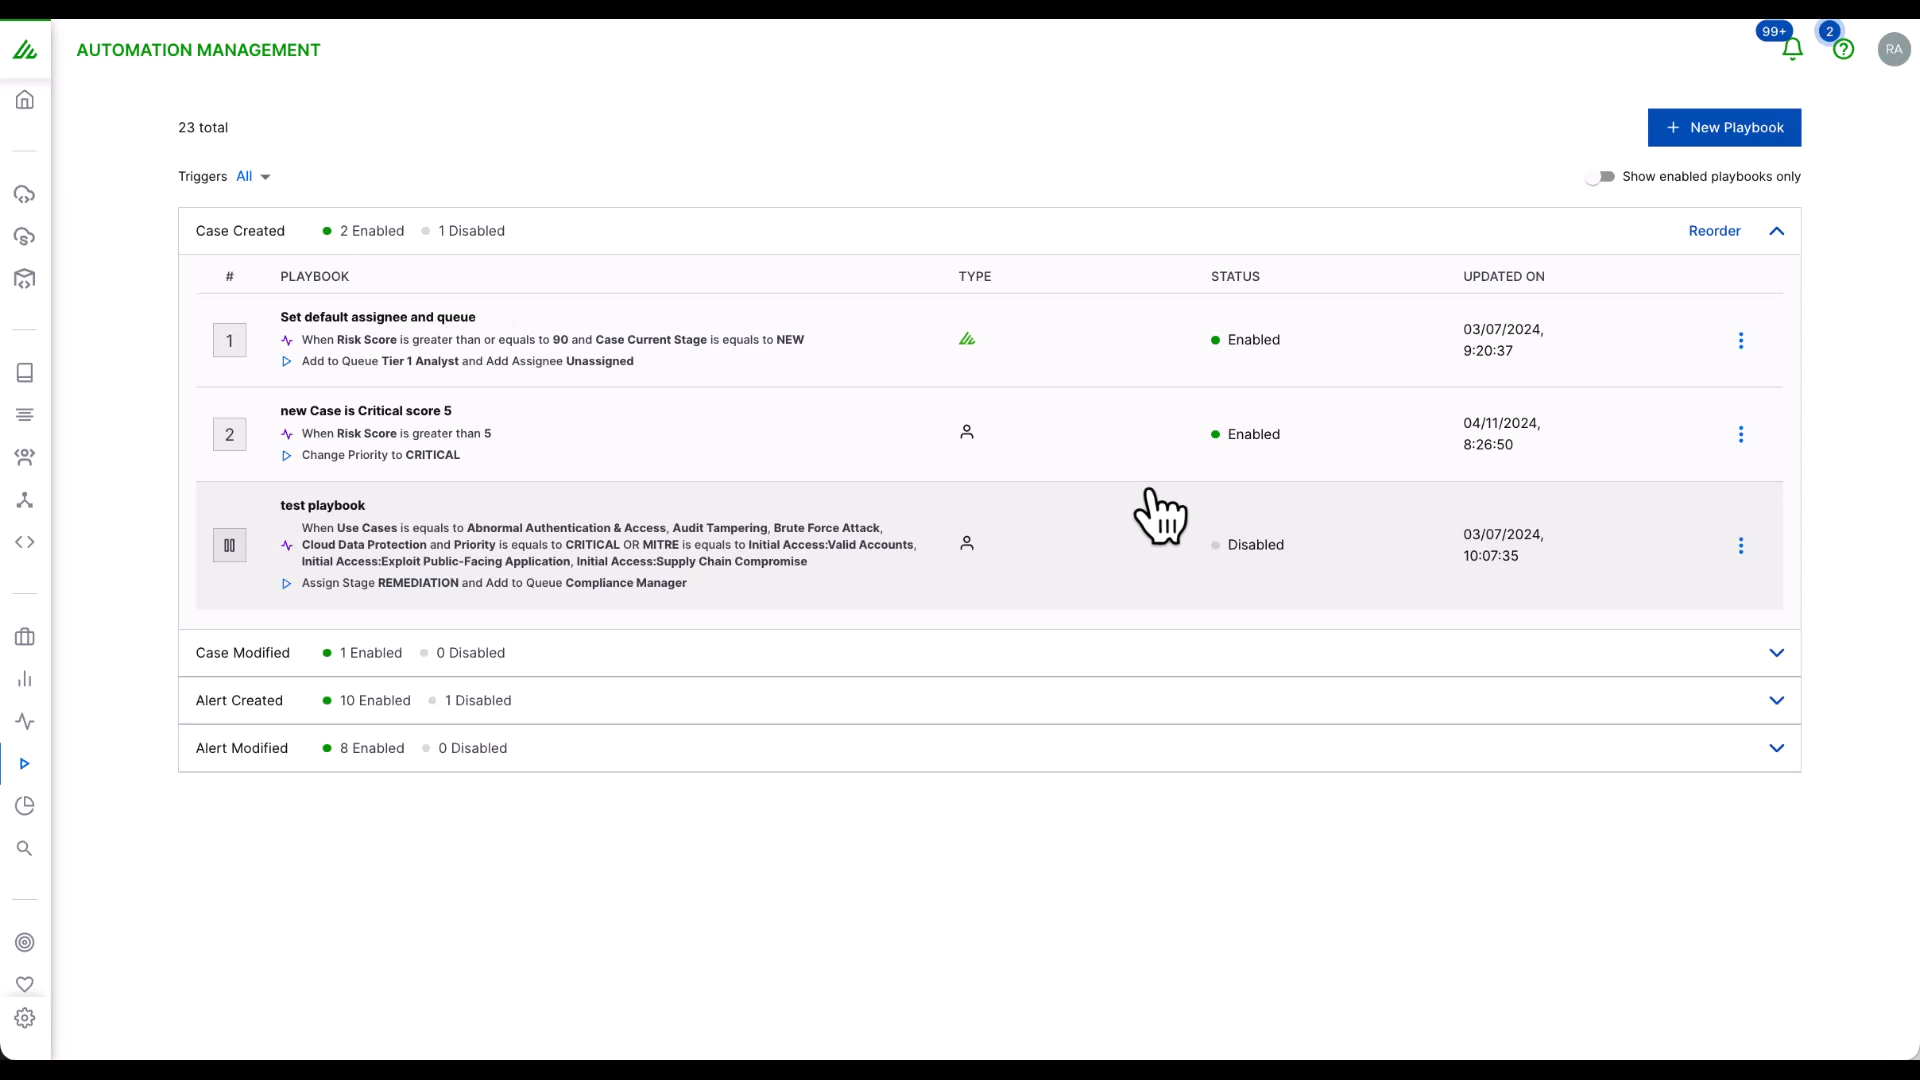 AUTOMATION MANAGEMENT
99+
2
RA
23 total
+ New Playbook
Triggers All
Show enabled playbooks only
Case Created 2 Enabled 1 Disabled Reorder
# PLAYBOOK TYPE STATUS UPDATED ON
Set default assignee and queue
When Risk Score is greater than or equals to 90 and Case Current Stage is equals to NEW
Add to Queue Tier 1 Analyst and Add Assignee Unassigned
1
Enabled
03/07/2024,
9:20:37
new Case is Critical score 5
When Risk Score is greater than 5
Change Priority to CRITICAL
2
Enabled
04/11/2024,
8:26:50
test playbook
When Use Cases is equals to Abnormal Authentication & Access, Audit Tampering, Brute Force Attack,
Cloud Data Protection and Priority is equals to CRITICAL OR MITRE is equals to Initial Access:Valid Accounts,
Initial Access:Exploit Public-Facing Application, Initial Access:Supply Chain Compromise
Assign Stage REMEDIATION and Add to Queue Compliance Manager
Disabled
03/07/2024,
10:07:35
Case Modified 1 Enabled 0 Disabled
Alert Created 10 Enabled 1 Disabled
Alert Modified 8 Enabled 0 Disabled